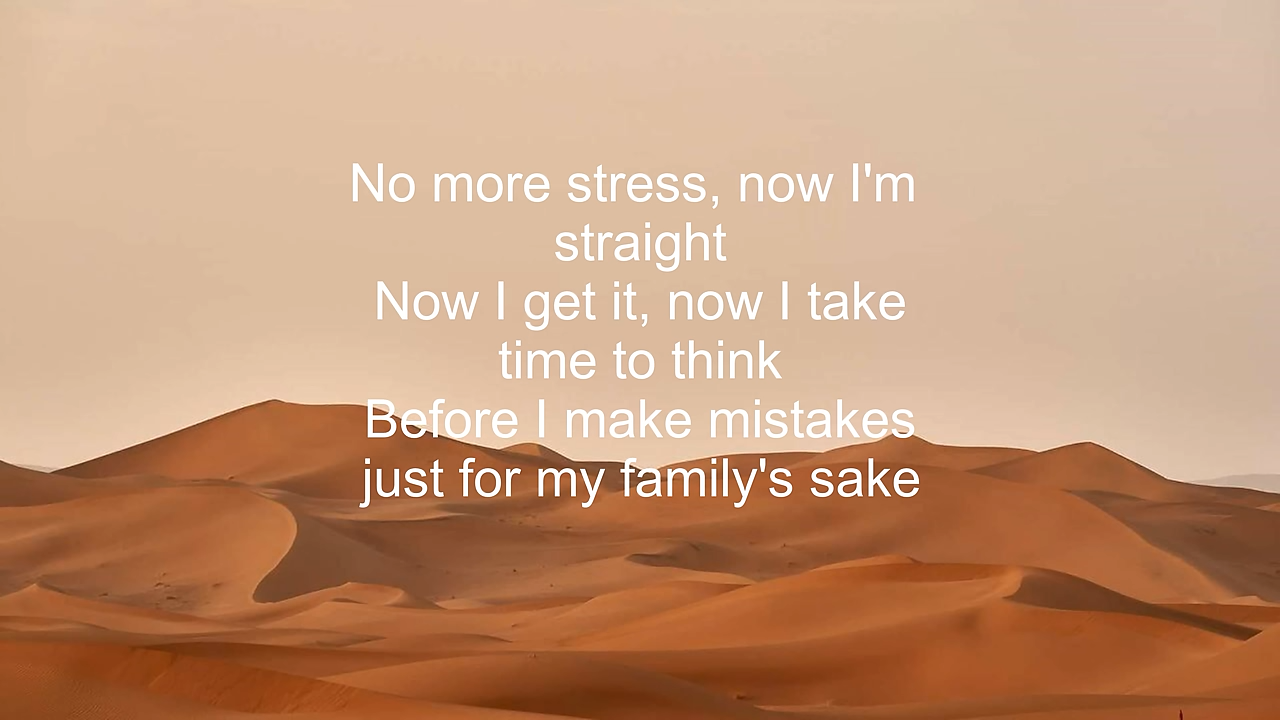 No more stress, now I'm
straight
Now I get it, now I take
time to think
Before I make mistakes
just for my family's sake